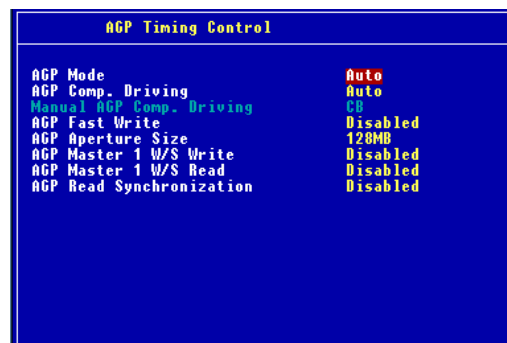 AGP Timing Control
AGP Mode Auto
AGP Comp. Driving Auto
Manual AGP Comp. Driving CB
AGP Fast Write Disabled
AGP Aperture Size 128MB
AGP Master 1 W/S Write Disabled
AGP Master 1 W/S Read Disabled
AGP Read Synchronization Disabled